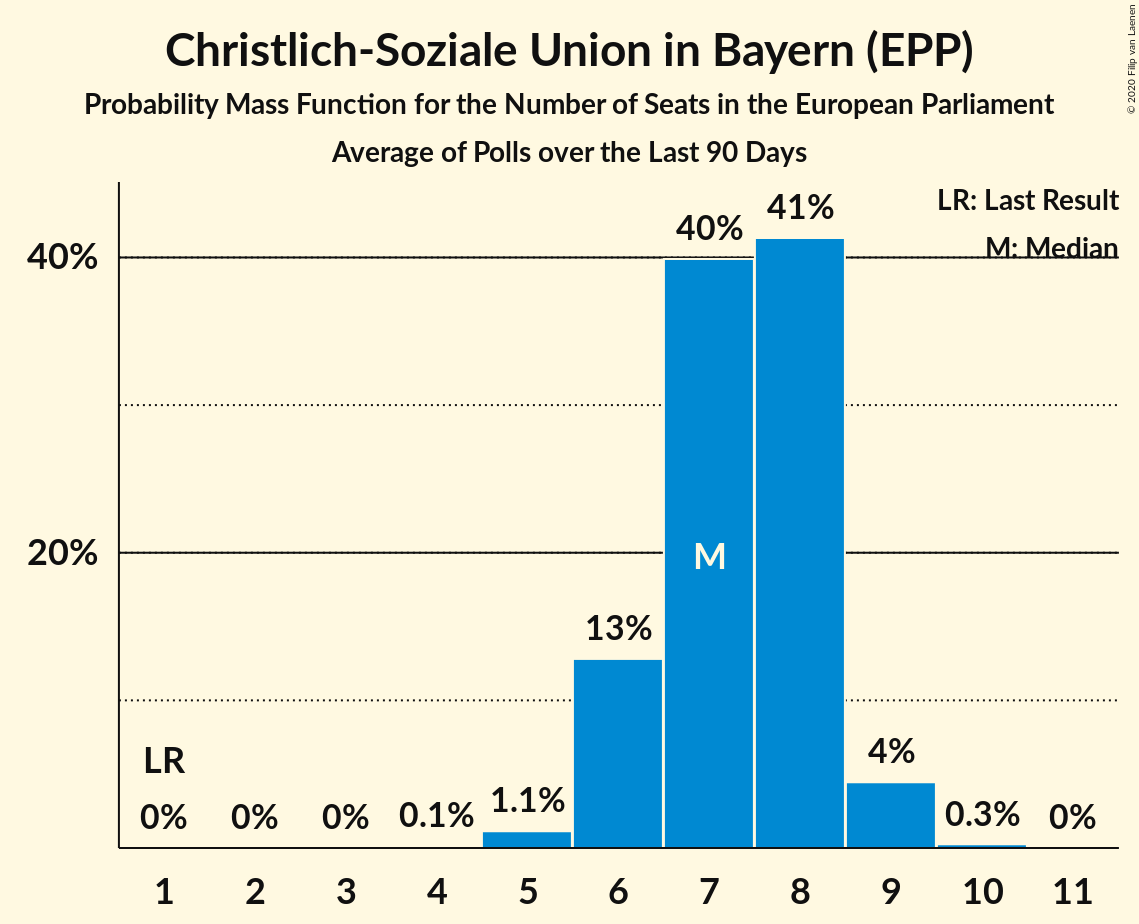 Christlich-Soziale Union in Bayern (EPP)
Probability Mass Function for the Number of Seats in the European Parliament
Average of Polls over the Last 90 Days
© 2020 Filip van Laenen
LR: Last Result
M: Median
40%
20%
LR
0%
0%
0%
0.1%
1.1%
13%
40%
M
41%
4%
0.3%
0%
1 2 3 4 5 6 7 8 9 10 11